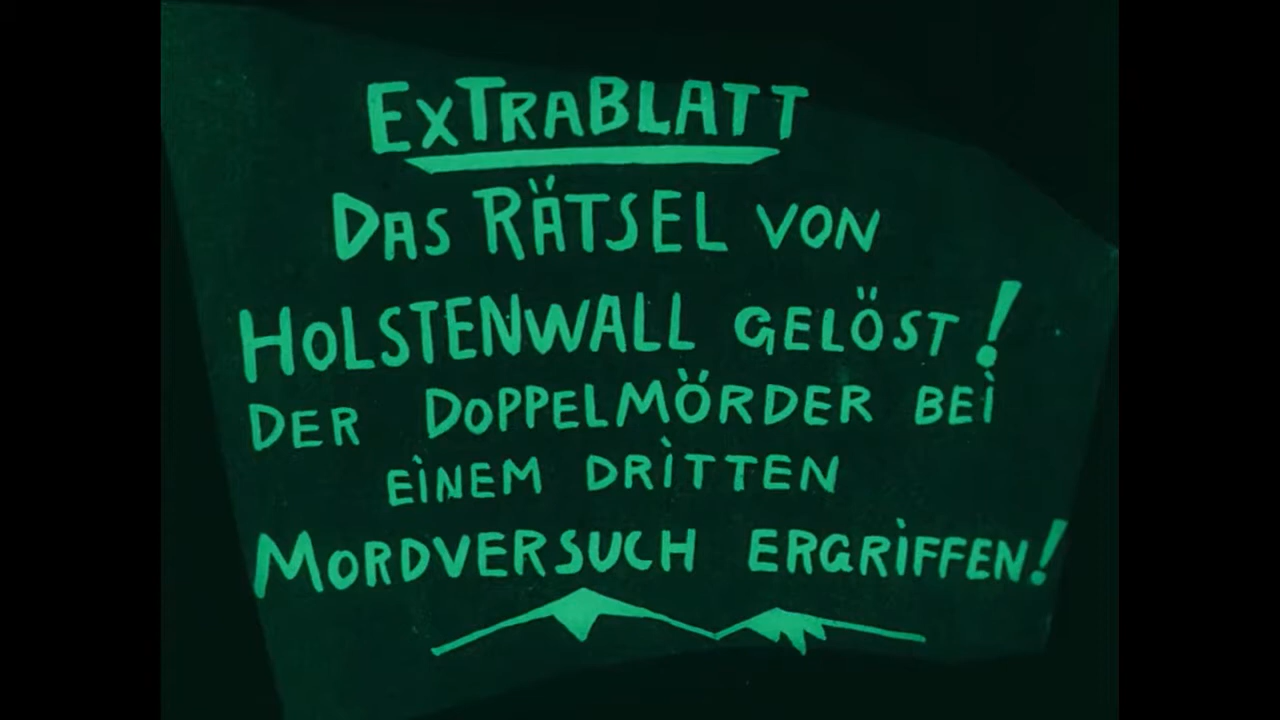 ExTRABLATT
DAS RÄTSEL VON
HOLSTENWALL GELÖST!
DER DOPPELMÖRDER BEI
EINEM DRITTEN
MORDVERSUCH ERGRIFFEN!